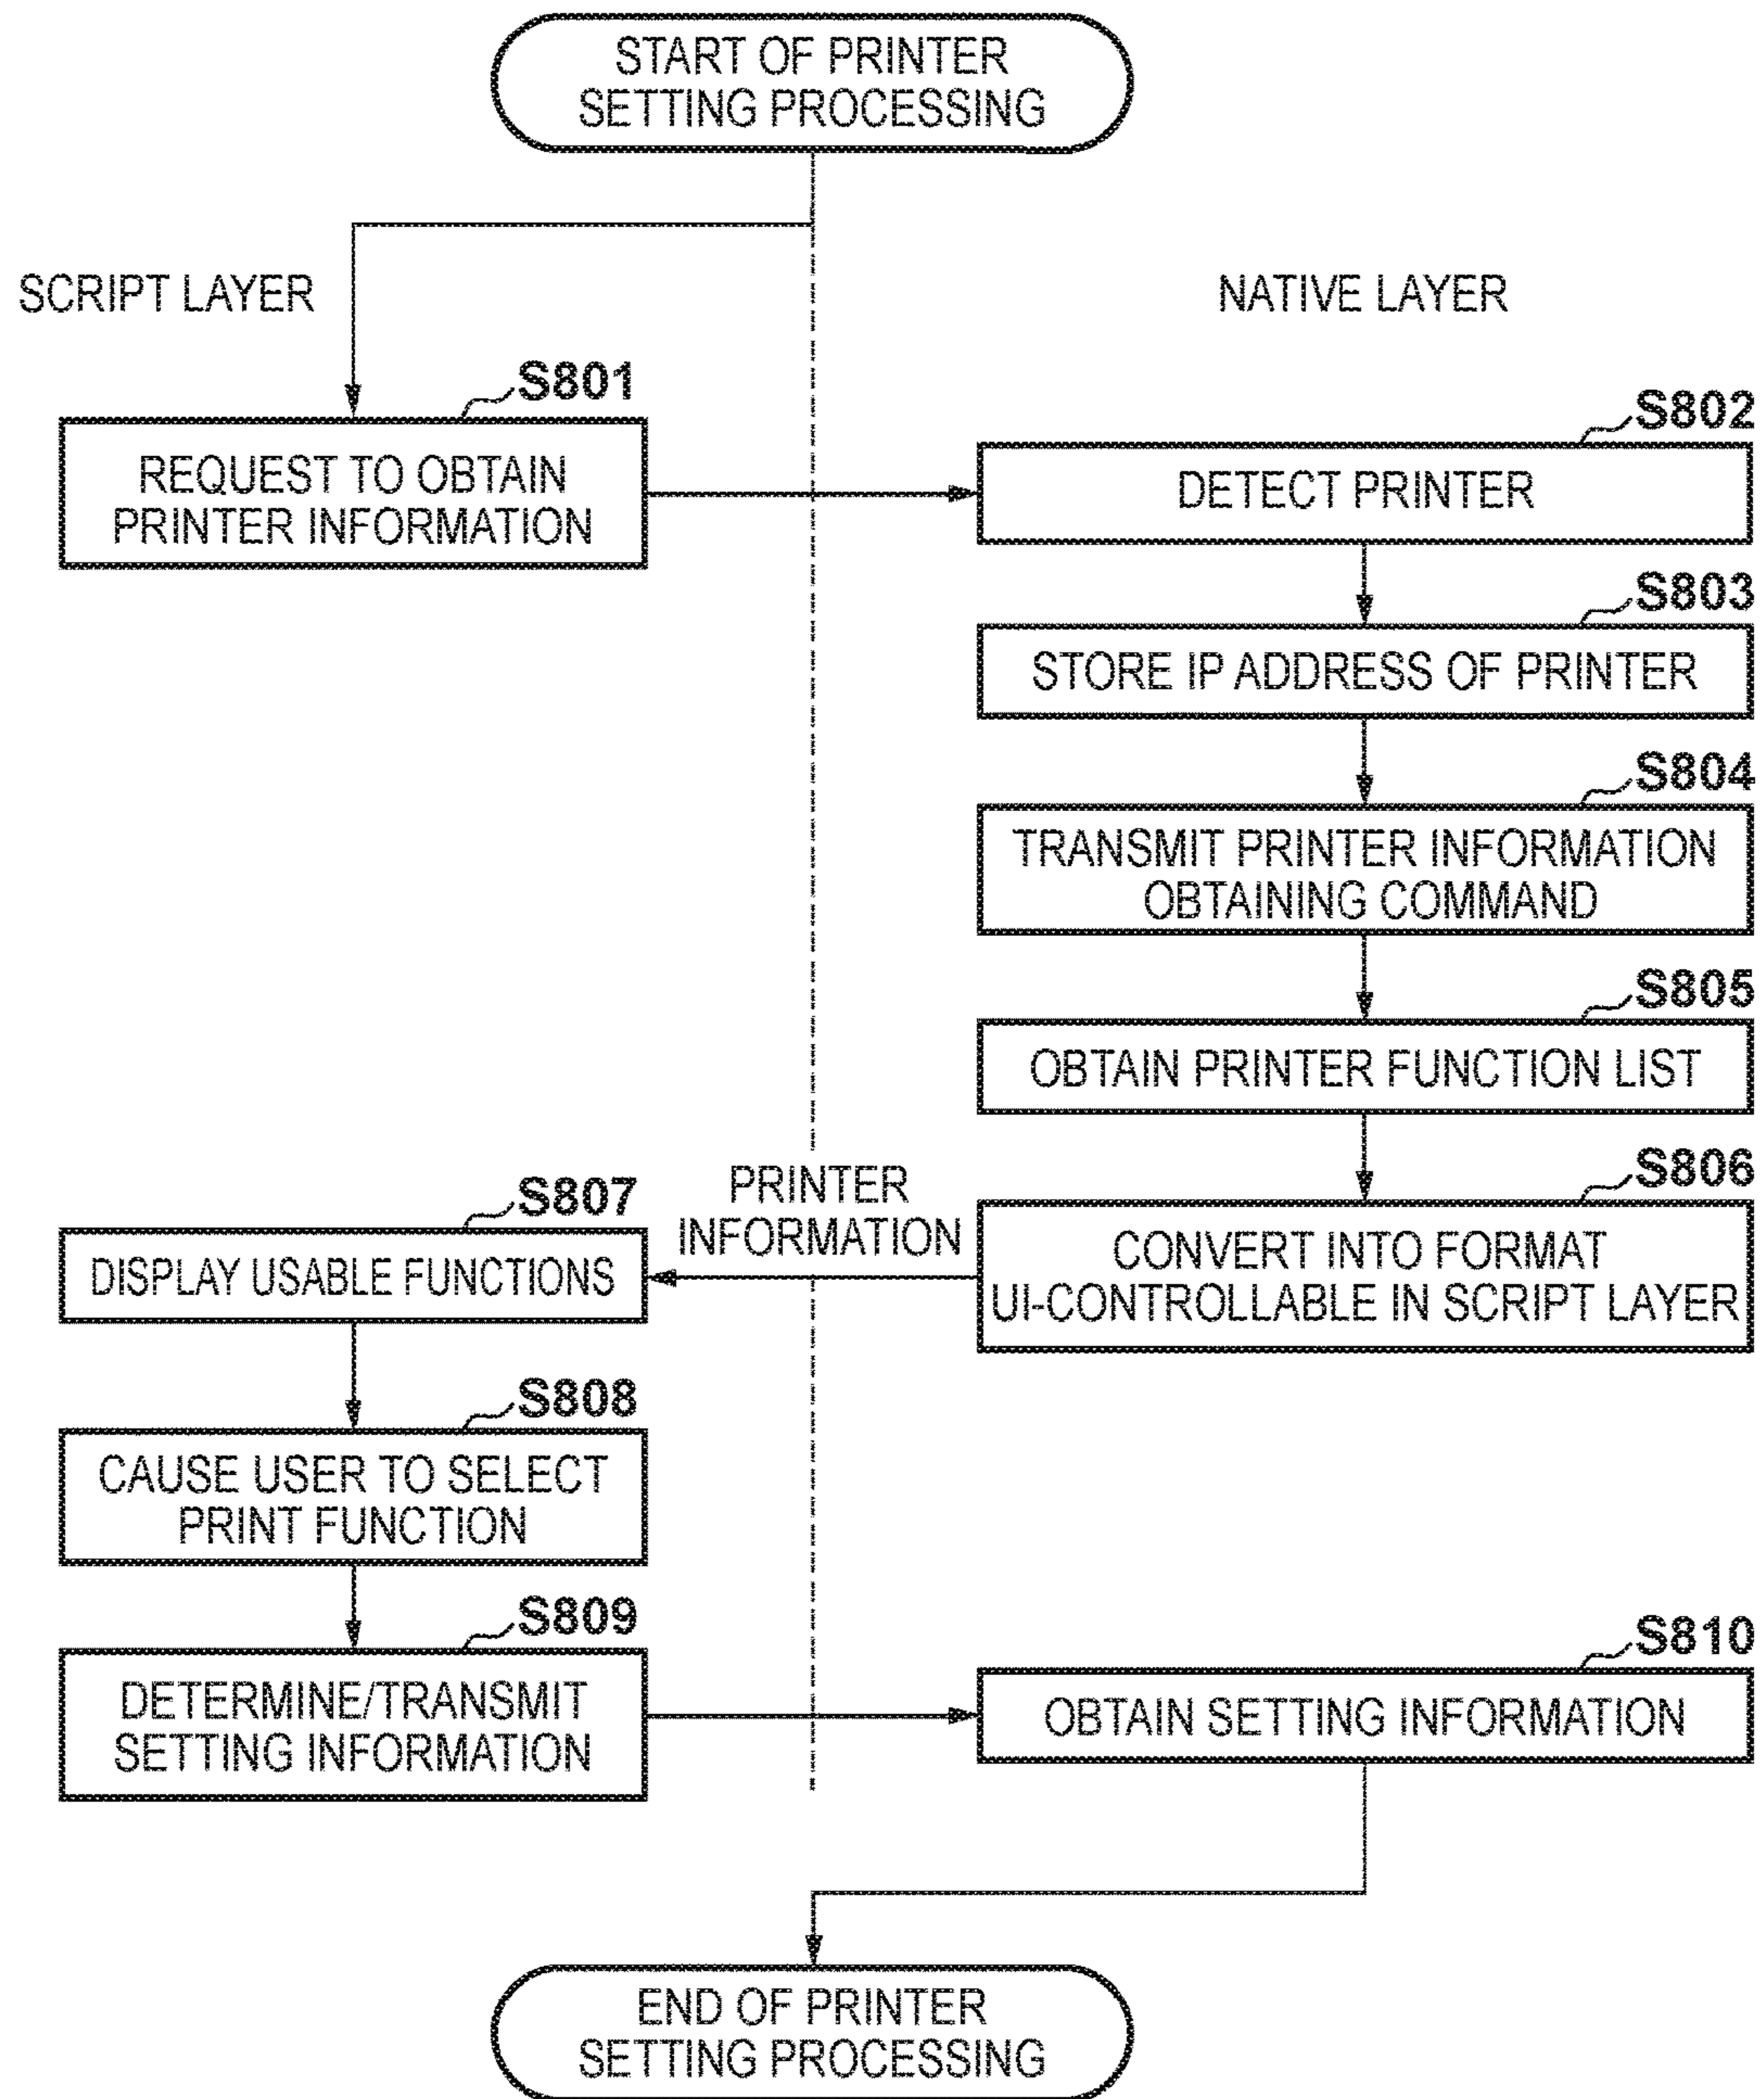 START OF PRINTER
SETTING PROCESSING
SCRIPT LAYER
NATIVE LAYER
S801
REQUEST TO OBTAIN
PRINTER INFORMATION
S802
DETECT PRINTER
S803
STORE IP ADDRESS OF PRINTER
S804
TRANSMIT PRINTER INFORMATION
OBTAINING COMMAND
S805
OBTAIN PRINTER FUNCTION LIST
S806
CONVERT INTO FORMAT
UI-CONTROLLABLE IN SCRIPT LAYER
PRINTER
INFORMATION
S807
DISPLAY USABLE FUNCTIONS
S808
CAUSE USER TO SELECT
PRINT FUNCTION
S809
DETERMINE/TRANSMIT
SETTING INFORMATION
S810
OBTAIN SETTING INFORMATION
END OF PRINTER
SETTING PROCESSING